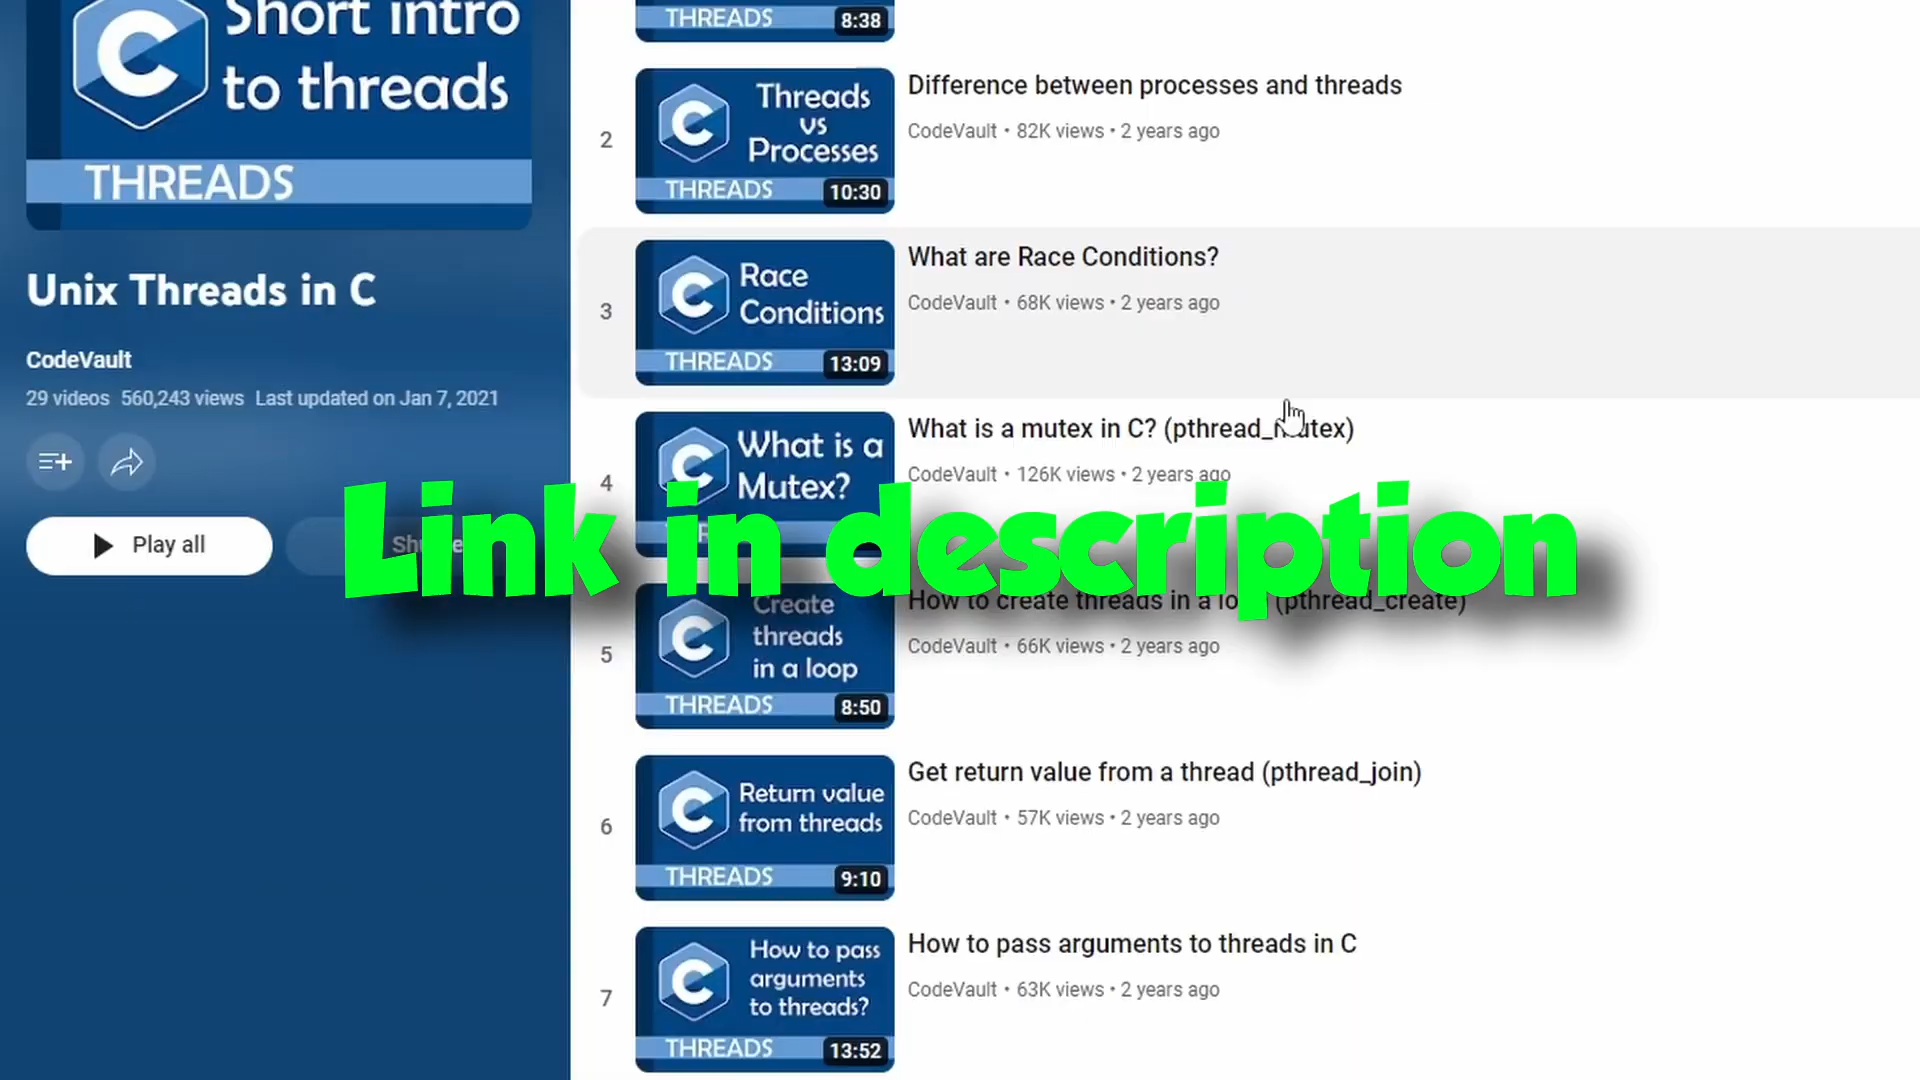 Short intro
to threads
THREADS
Unix Threads in C
CodeVault
29 videos 560,243 views Last updated on Jan 7, 2021
Play all
THREADS 8:38
2
Threads
vs
Processes
THREADS 10:30
Difference between processes and threads
CodeVault • 82K views • 2 years ago
3
Race
Conditions
THREADS 13:09
What are Race Conditions?
CodeVault • 68K views • 2 years ago
4
What is a
Mutex?
What is a mutex in C? (pthread_mutex)
CodeVault • 126K views • 2 years ago
Link in description
5
Create
threads
in a loop
THREADS 8:50
How to create threads in a loop (pthread_create)
CodeVault • 66K views • 2 years ago
6
Return value
from threads
THREADS 9:10
Get return value from a thread (pthread_join)
CodeVault • 57K views • 2 years ago
7
How to pass
arguments
to threads?
THREADS 13:52
How to pass arguments to threads in C
CodeVault • 63K views • 2 years ago